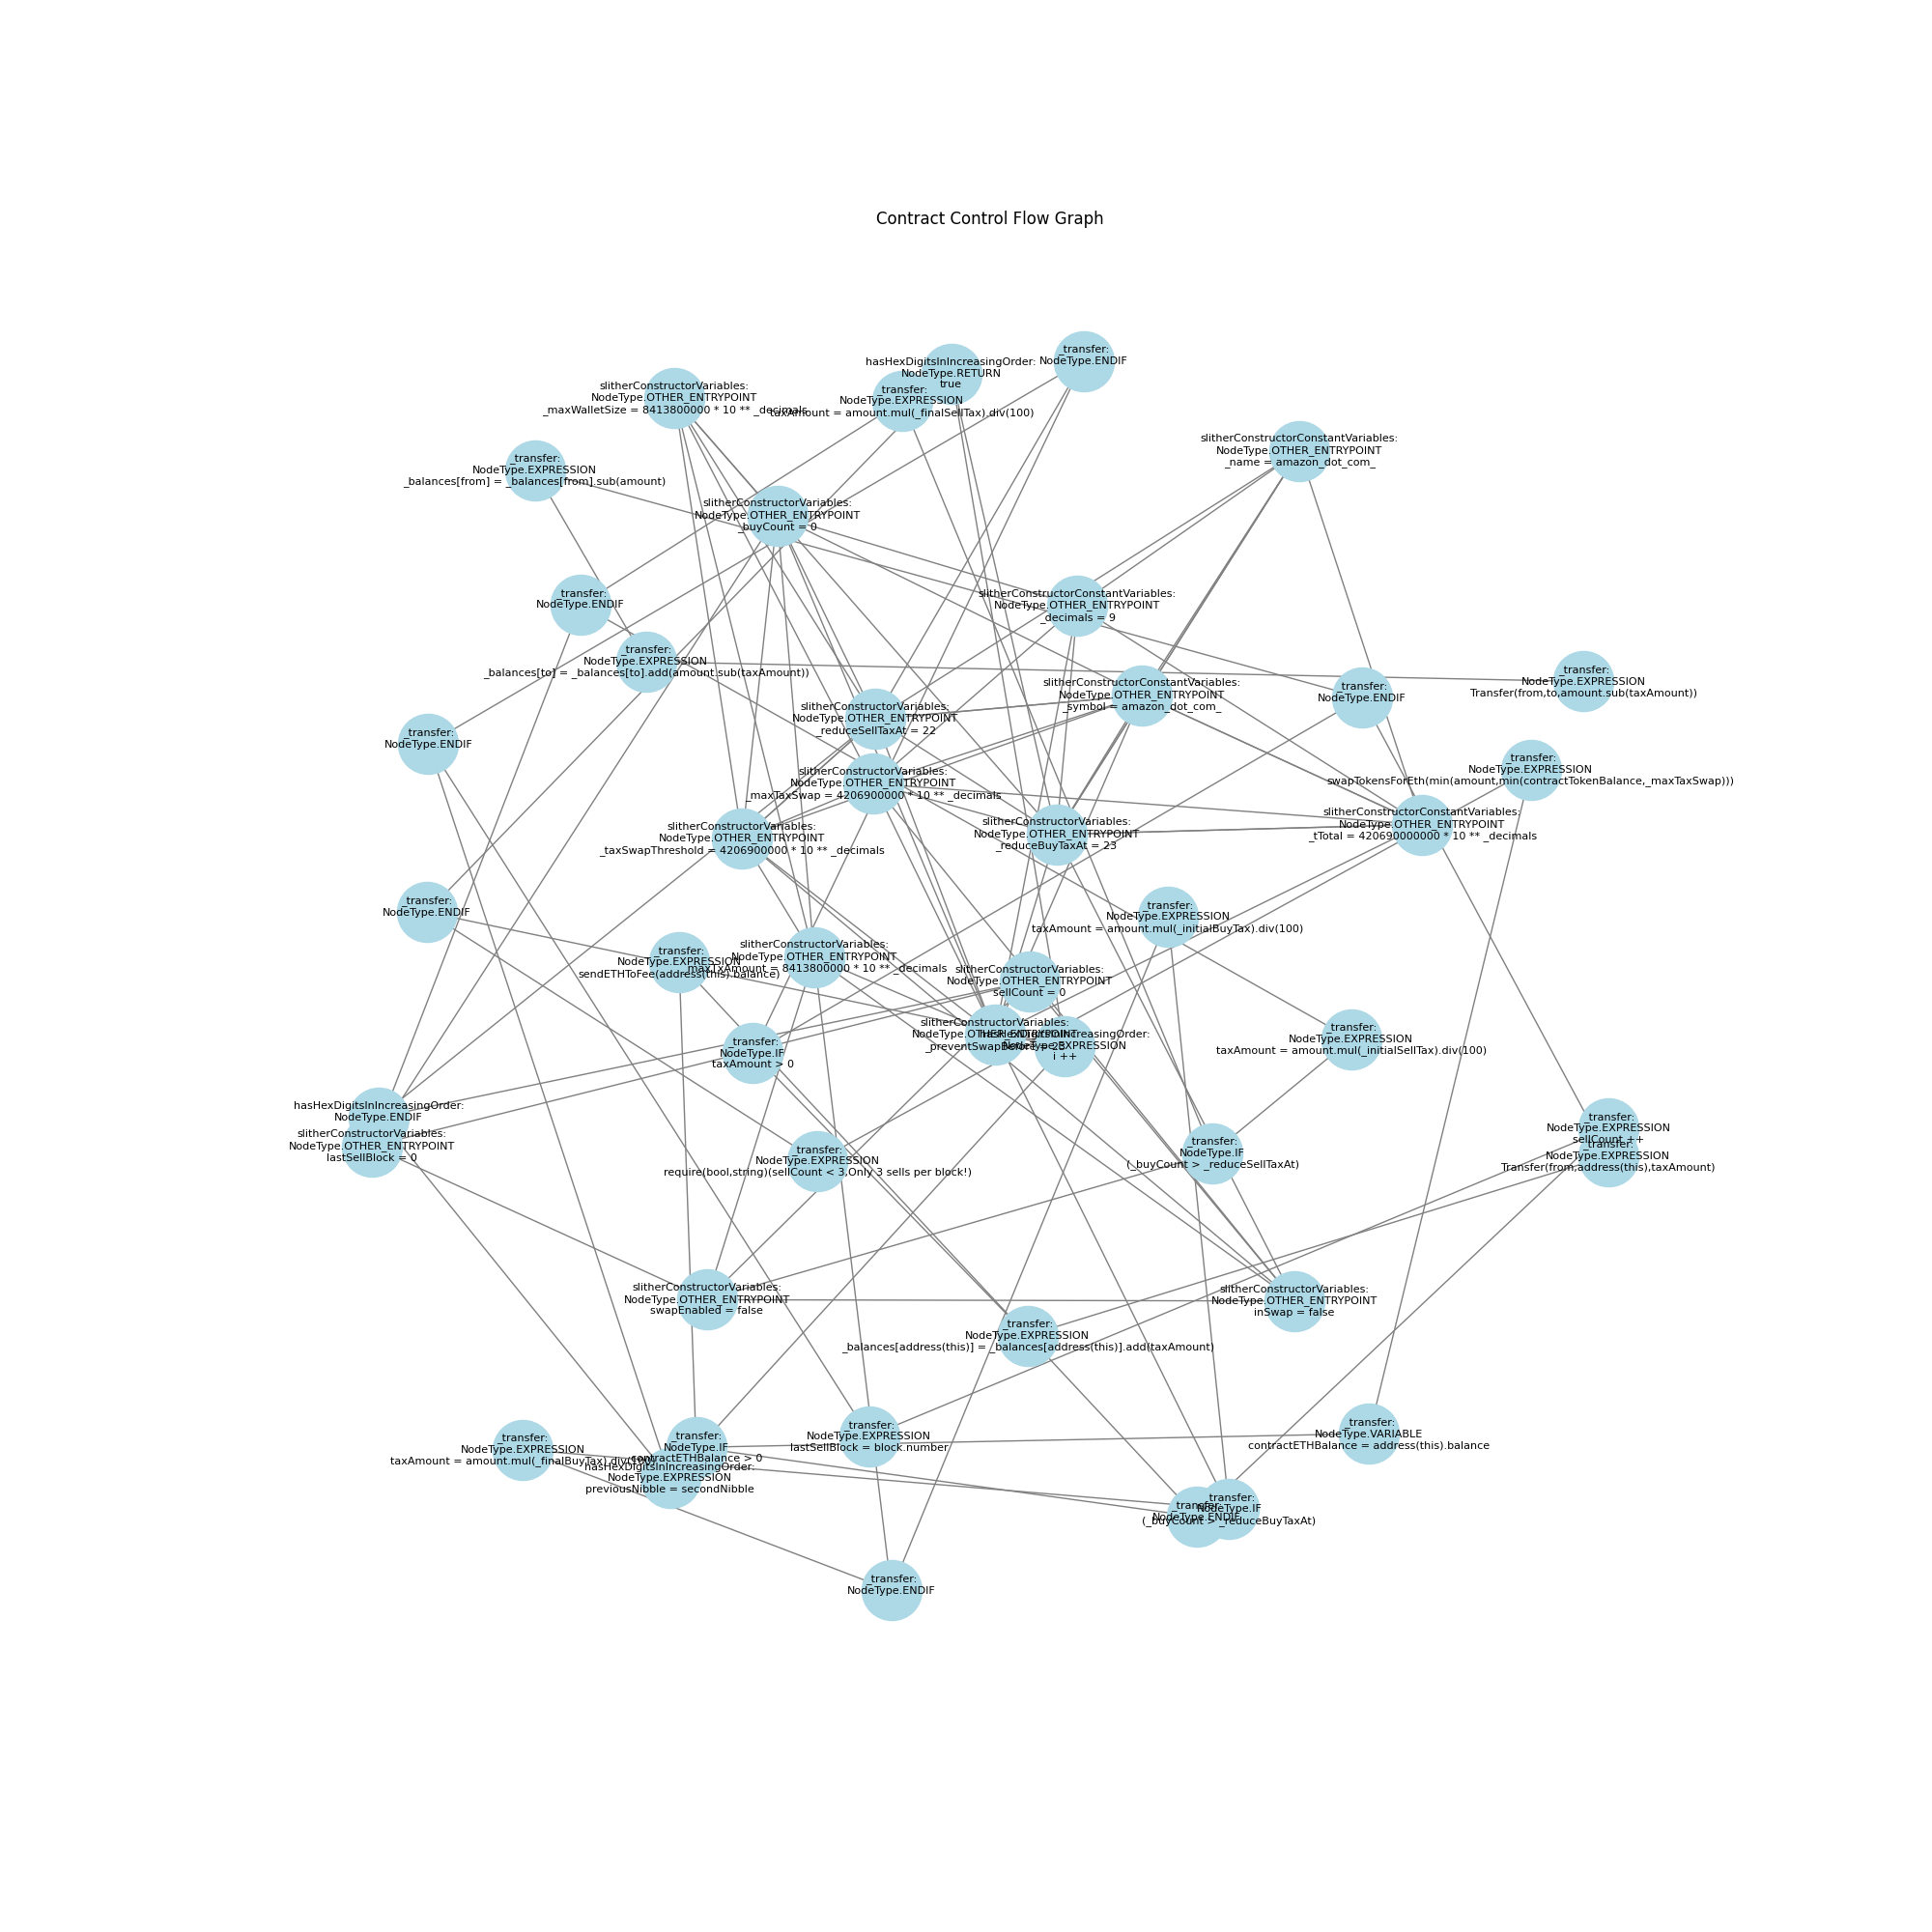 Contract Control Flow Graph
_transfer:
NodeType.ENDIF
hasHexDigitsInIncreasingOrder:
NodeType.RETURN
true
_transfer:
NodeType.EXPRESSION
taxAmount = amount.mul(_finalSellTax).div(100)
slitherConstructorVariables:
NodeType.OTHER_ENTRYPOINT
_maxWalletSize = 8413800000 * 10 ** _decimals
slitherConstructorConstantVariables:
NodeType.OTHER_ENTRYPOINT
_name = amazon_dot_com_
_transfer:
NodeType.EXPRESSION
_balances[from] = _balances[from].sub(amount)
slitherConstructorVariables:
NodeType.OTHER_ENTRYPOINT
_buyCount = 0
_transfer:
NodeType.ENDIF
slitherConstructorConstantVariables:
NodeType.OTHER_ENTRYPOINT
_decimals = 9
_transfer:
NodeType.EXPRESSION
_balances[to] = _balances[to].add(amount.sub(taxAmount))
_transfer:
NodeType.EXPRESSION
Transfer(from,to,amount.sub(taxAmount))
slitherConstructorConstantVariables:
NodeType.OTHER_ENTRYPOINT
_symbol = amazon_dot_com_
_transfer:
NodeType.ENDIF
slitherConstructorVariables:
NodeType.OTHER_ENTRYPOINT
_reduceSellTaxAt = 22
_transfer:
NodeType.ENDIF
_transfer:
NodeType.EXPRESSION
swapTokensForEth(min(amount,min(contractTokenBalance,_maxTaxSwap)))
slitherConstructorVariables:
NodeType.OTHER_ENTRYPOINT
_maxTaxSwap = 4206900000 * 10 ** _decimals
slitherConstructorConstantVariables:
NodeType.OTHER_ENTRYPOINT
_tTotal = 420690000000 * 10 ** _decimals
slitherConstructorVariables:
NodeType.OTHER_ENTRYPOINT
_reduceBuyTaxAt = 23
slitherConstructorVariables:
NodeType.OTHER_ENTRYPOINT
_taxSwapThreshold = 4206900000 * 10 ** _decimals
_transfer:
NodeType.ENDIF
_transfer:
NodeType.EXPRESSION
taxAmount = amount.mul(_initialBuyTax).div(100)
slitherConstructorVariables:
NodeType.OTHER_ENTRYPOINT
_maxTxAmount = 8413800000 * 10 ** _decimals
_transfer:
NodeType.EXPRESSION
sendETHToFee(address(this).balance)
slitherConstructorVariables:
NodeType.OTHER_ENTRYPOINT
sellCount = 0
slitherConstructorVariables:
NodeType.OTHER_ENTRYPOINT
_preventSwapBefore = 23
hasHexDigitsInIncreasingOrder:
NodeType.EXPRESSION
i ++
_transfer:
NodeType.EXPRESSION
taxAmount = amount.mul(_initialSellTax).div(100)
_transfer:
NodeType.IF
taxAmount > 0
hasHexDigitsInIncreasingOrder:
NodeType.ENDIF
slitherConstructorVariables:
NodeType.OTHER_ENTRYPOINT
lastSellBlock = 0
_transfer:
NodeType.EXPRESSION
sellCount ++
_transfer:
NodeType.EXPRESSION
Transfer(from,address(this),taxAmount)
_transfer:
NodeType.IF
(_buyCount > _reduceSellTaxAt)
_transfer:
NodeType.EXPRESSION
require(bool,string)(sellCount < 3,Only 3 sells per block!)
slitherConstructorVariables:
NodeType.OTHER_ENTRYPOINT
swapEnabled = false
slitherConstructorVariables:
NodeType.OTHER_ENTRYPOINT
inSwap = false
_transfer:
NodeType.EXPRESSION
_balances[address(this)] = _balances[address(this)].add(taxAmount)
_transfer:
NodeType.EXPRESSION
lastSellBlock = block.number
_transfer:
NodeType.VARIABLE
contractETHBalance = address(this).balance
_transfer:
NodeType.IF
contractETHBalance > 0
_transfer:
NodeType.EXPRESSION
taxAmount = amount.mul(_finalBuyTax).div(100)
hasHexDigitsInIncreasingOrder:
NodeType.EXPRESSION
previousNibble = secondNibble
_transfer:
NodeType.IF
(_buyCount > _reduceBuyTaxAt)
_transfer:
NodeType.ENDIF
_transfer:
NodeType.ENDIF